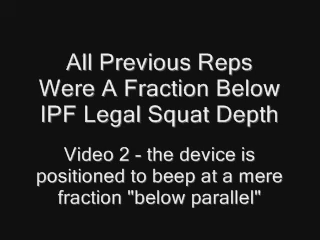 All Previous Reps
Were A Fraction Below
IPF Legal Squat Depth
Video 2 - the device is
positioned to beep at a mere
fraction "below parallel"